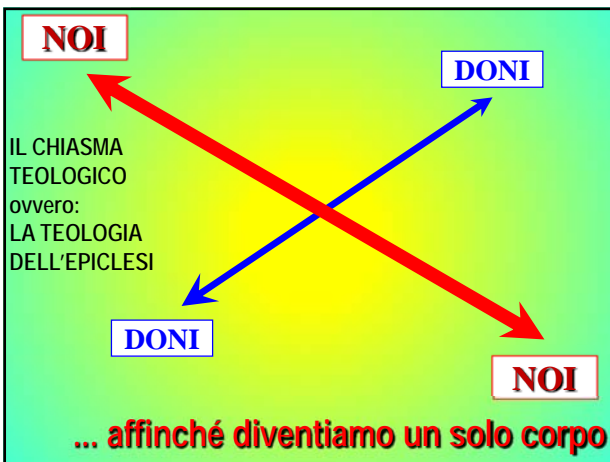 NOI
DONI
IL CHIASMA
TEOLOGICO
ovvero:
LA TEOLOGIA
DELL'EPICLESI
DONI
NOI
... affinché diventiamo un solo corpo